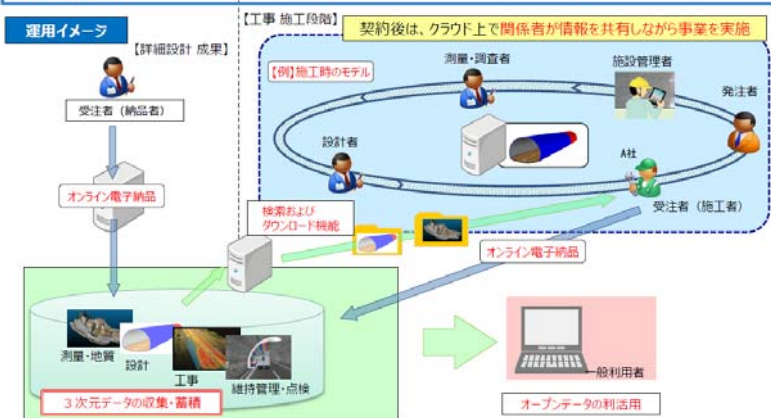 運用イメージ
【詳細設計 成果】
受注者（納品者）
オンライン電子納品
【工事 施工段階】
契約後は、クラウド上で関係者が情報を共有しながら事業を実施
【例】施工時のモデル
測量・調査者
施設管理者
発注者
設計者
A社
受注者（施工者）
検索および
ダウンロード機能
オンライン電子納品
測量・地質
設計
工事
維持管理・点検
3次元データの収集・蓄積
一般利用者
オープンデータの利活用